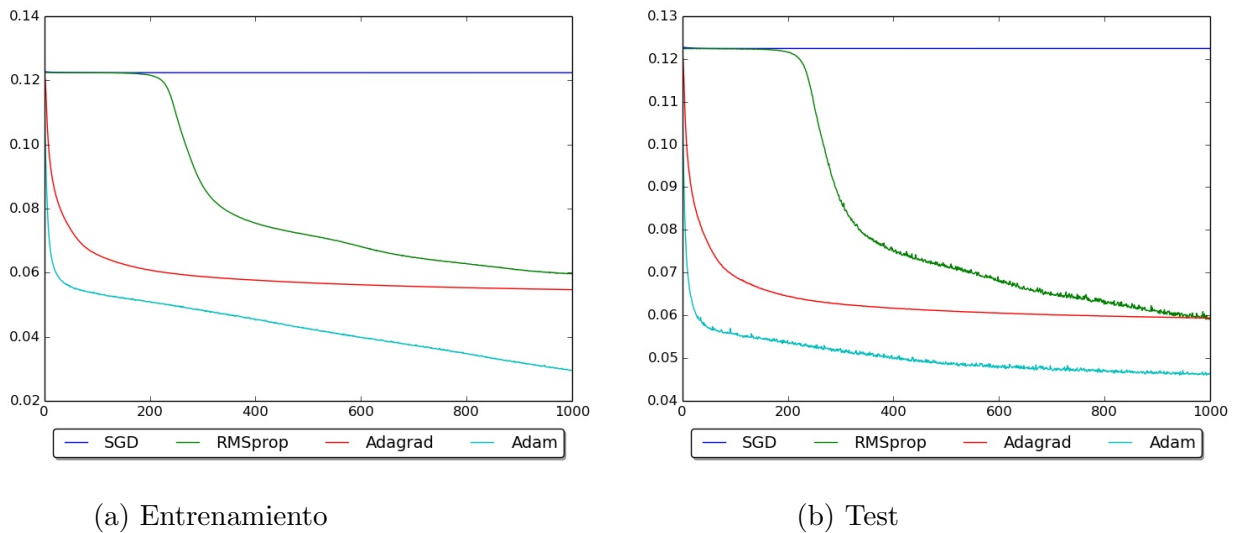 0.14
0.12
0.10
0.08
0.06
0.04
0.02
0 200 400 600 800 1000
SGD RMSprop Adagrad Adam
(a) Entrenamiento
0.13
0.12
0.11
0.10
0.09
0.08
0.07
0.06
0.05
0.04
0 200 400 600 800 1000
SGD RMSprop Adagrad Adam
(b) Test